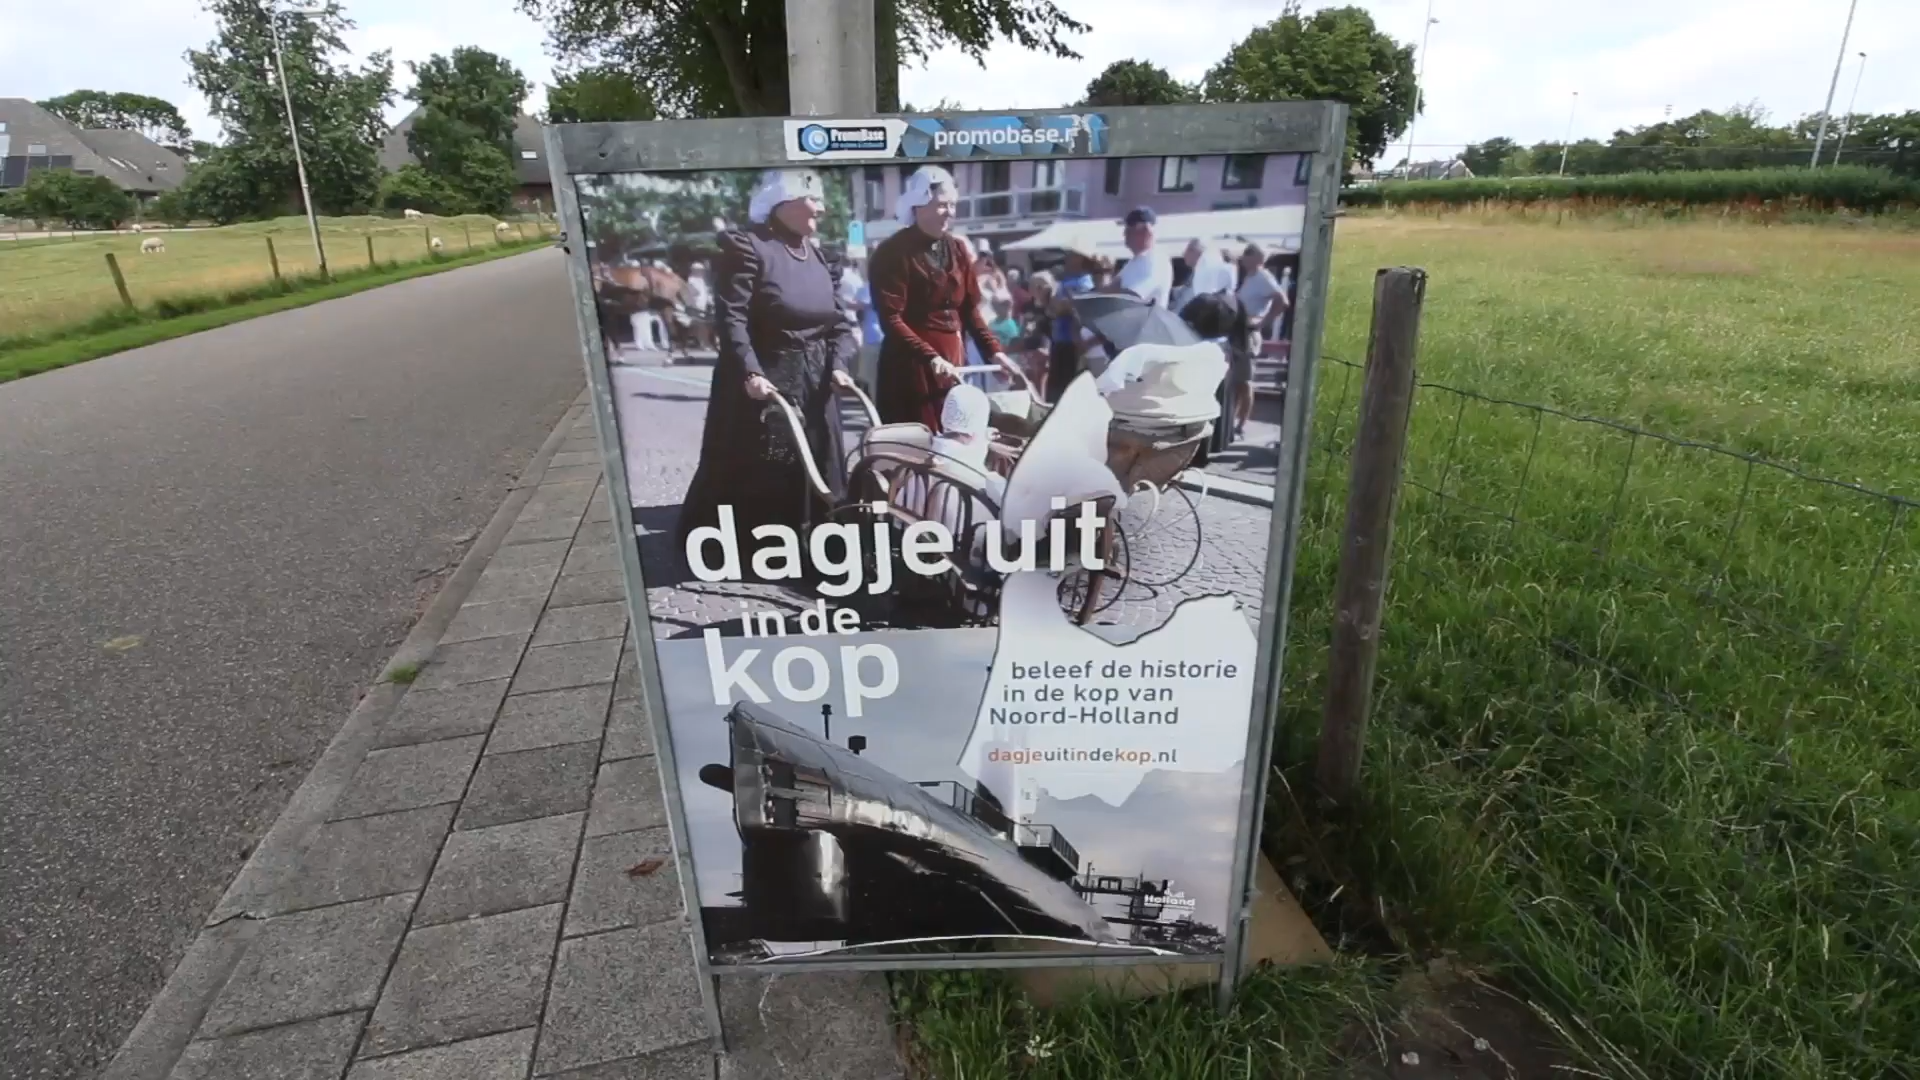 PromoBase
promobase.n
dagje uit
in de
kop
beleef de historie
in de kop van
Noord-Holland
dagjeuitindekop.nl
Holland